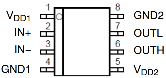 VDD1 1 8 GND2
IN+ 2 7 OUTL
IN– 3 6 OUTH
GND1 4 5 VDD2